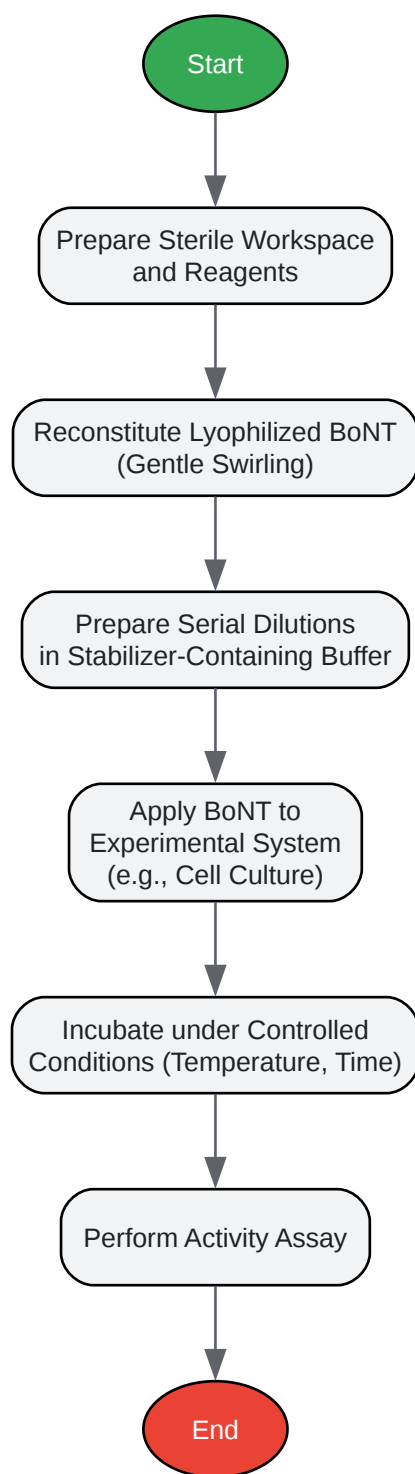 Start
Prepare Sterile Workspace
and Reagents
Reconstitute Lyophilized BoNT
(Gentle Swirling)
Prepare Serial Dilutions
in Stabilizer-Containing Buffer
Apply BoNT to
Experimental System
(e.g., Cell Culture)
Incubate under Controlled
Conditions (Temperature, Time)
Perform Activity Assay
End